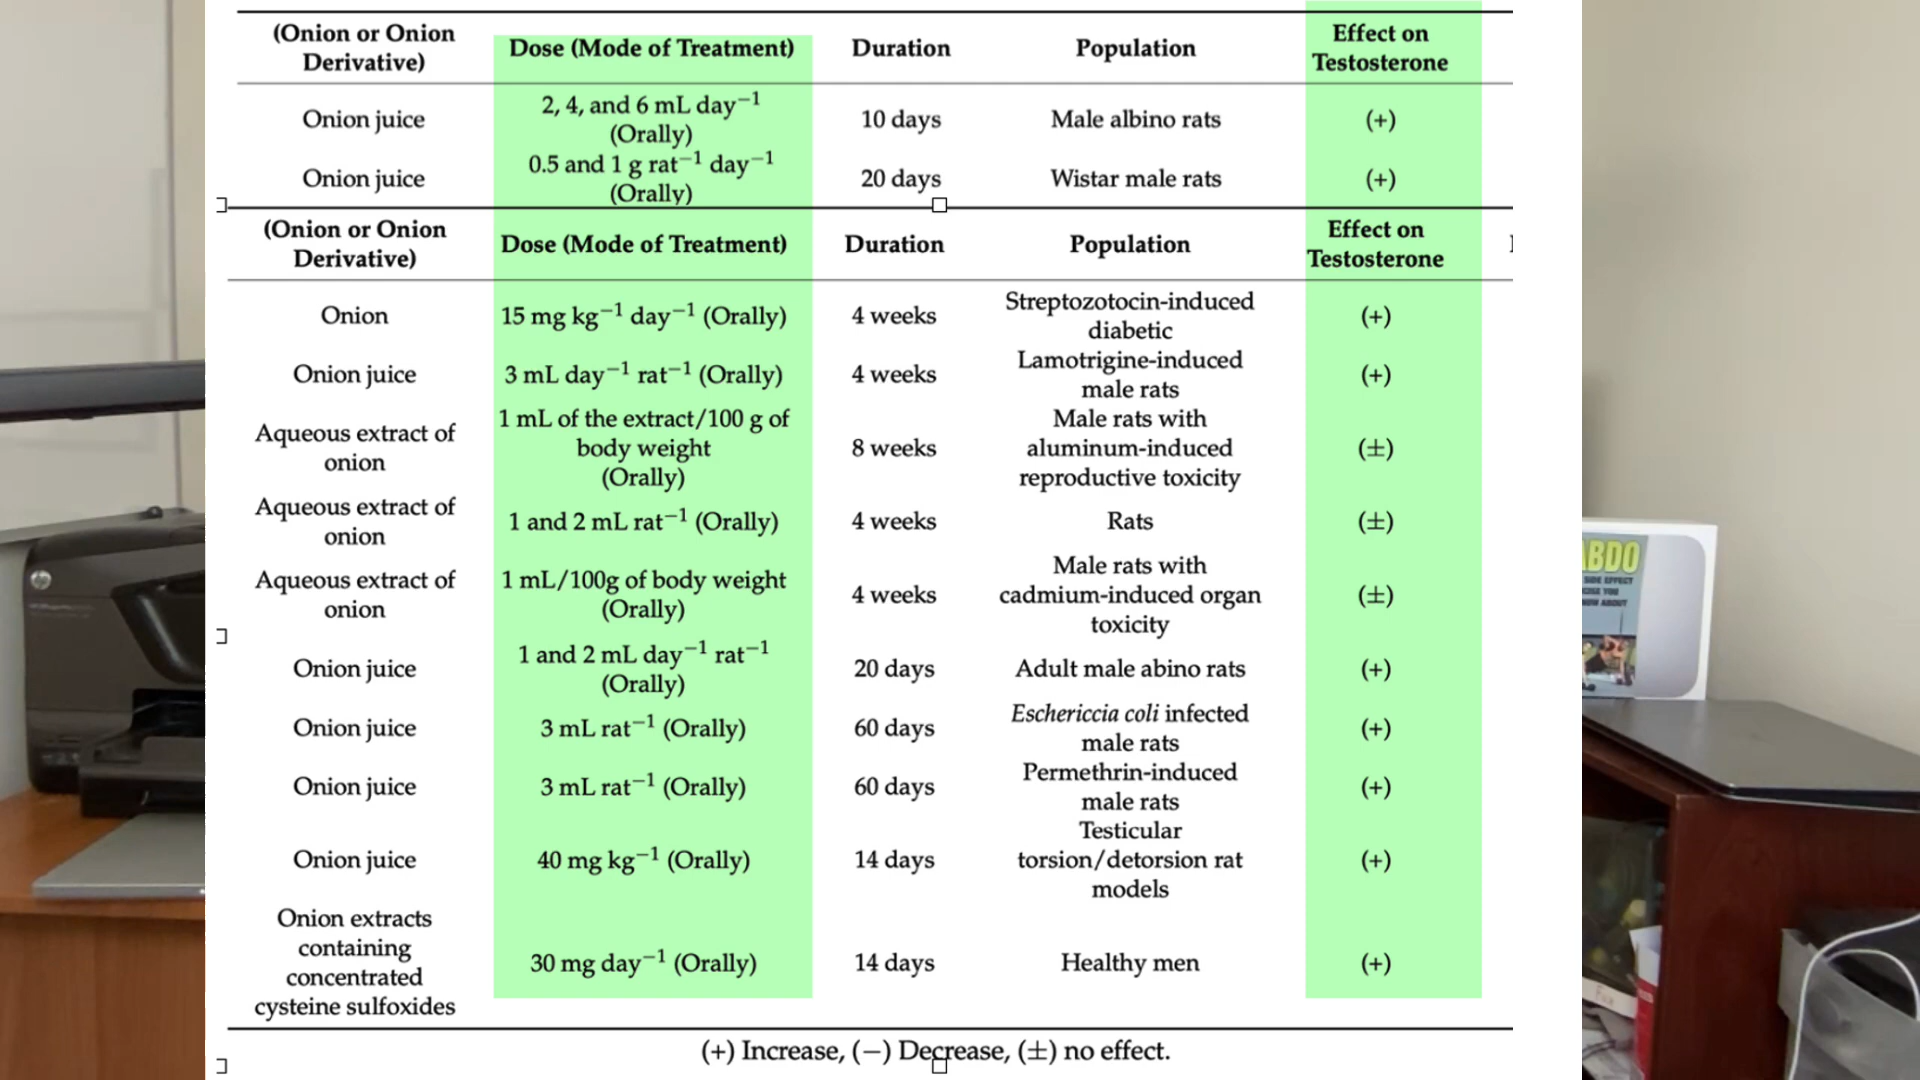 (Onion or Onion Derivative) Dose (Mode of Treatment) Duration Population Effect on Testosterone
Onion juice 2, 4, and 6 mL day⁻¹ (Orally) 10 days Male albino rats (+)
Onion juice 0.5 and 1 g rat⁻¹ day⁻¹ (Orally) 20 days Wistar male rats (+)
(Onion or Onion Derivative) Dose (Mode of Treatment) Duration Population Effect on Testosterone
Onion 15 mg kg⁻¹ day⁻¹ (Orally) 4 weeks Streptozotocin-induced diabetic (+)
Onion juice 3 mL day⁻¹ rat⁻¹ (Orally) 4 weeks Lamotrigine-induced male rats (+)
Aqueous extract of onion 1 mL of the extract/100 g of body weight (Orally) 8 weeks Male rats with aluminum-induced reproductive toxicity (±)
Aqueous extract of onion 1 and 2 mL rat⁻¹ (Orally) 4 weeks Rats (±)
Aqueous extract of onion 1 mL/100g of body weight (Orally) 4 weeks Male rats with cadmium-induced organ toxicity (±)
Onion juice 1 and 2 mL day⁻¹ rat⁻¹ (Orally) 20 days Adult male abino rats (+)
Onion juice 3 mL rat⁻¹ (Orally) 60 days Eschericcia coli infected male rats (+)
Onion juice 3 mL rat⁻¹ (Orally) 60 days Permethrin-induced male rats (+)
Onion juice 40 mg kg⁻¹ (Orally) 14 days Testicular torsion/detorsion rat models (+)
Onion extracts containing concentrated cysteine sulfoxides 30 mg day⁻¹ (Orally) 14 days Healthy men (+)
(+) Increase, (−) Decrease, (±) no effect.
ABDO
SIDE EFFECT
hp